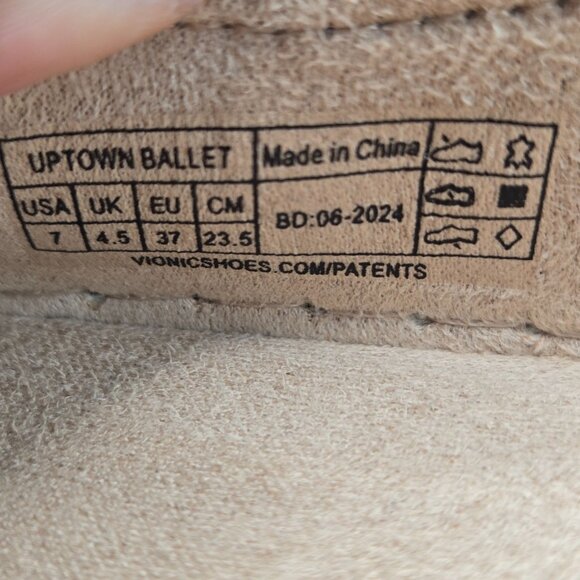 UPTOWN BALLET
Made in China
USA UK EU CM
7 4.5 37 23.5
BD:06-2024
VIONICSHOES.COM/PATENTS